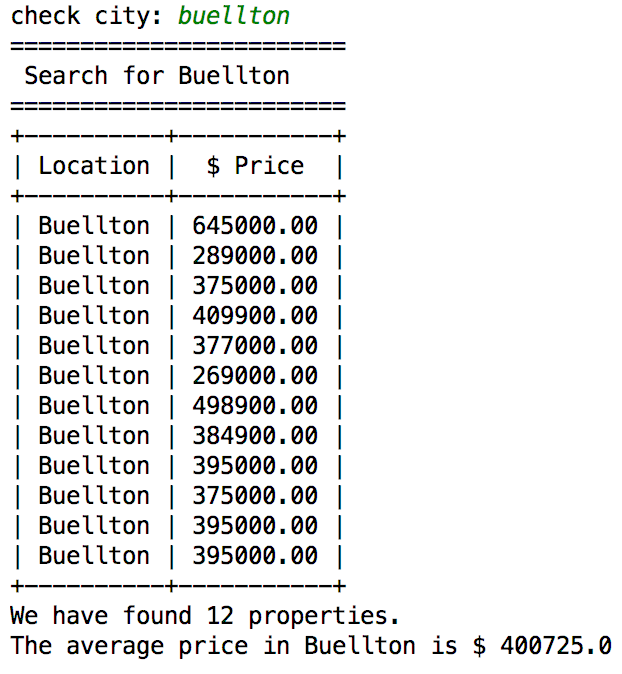 check city: buellton
========================
 Search for Buellton
========================
+----------+-----------+
| Location |  $ Price  |
+----------+-----------+
| Buellton | 645000.00 |
| Buellton | 289000.00 |
| Buellton | 375000.00 |
| Buellton | 409900.00 |
| Buellton | 377000.00 |
| Buellton | 269000.00 |
| Buellton | 498900.00 |
| Buellton | 384900.00 |
| Buellton | 395000.00 |
| Buellton | 375000.00 |
| Buellton | 395000.00 |
| Buellton | 395000.00 |
+----------+-----------+
We have found 12 properties.
The average price in Buellton is $ 400725.0